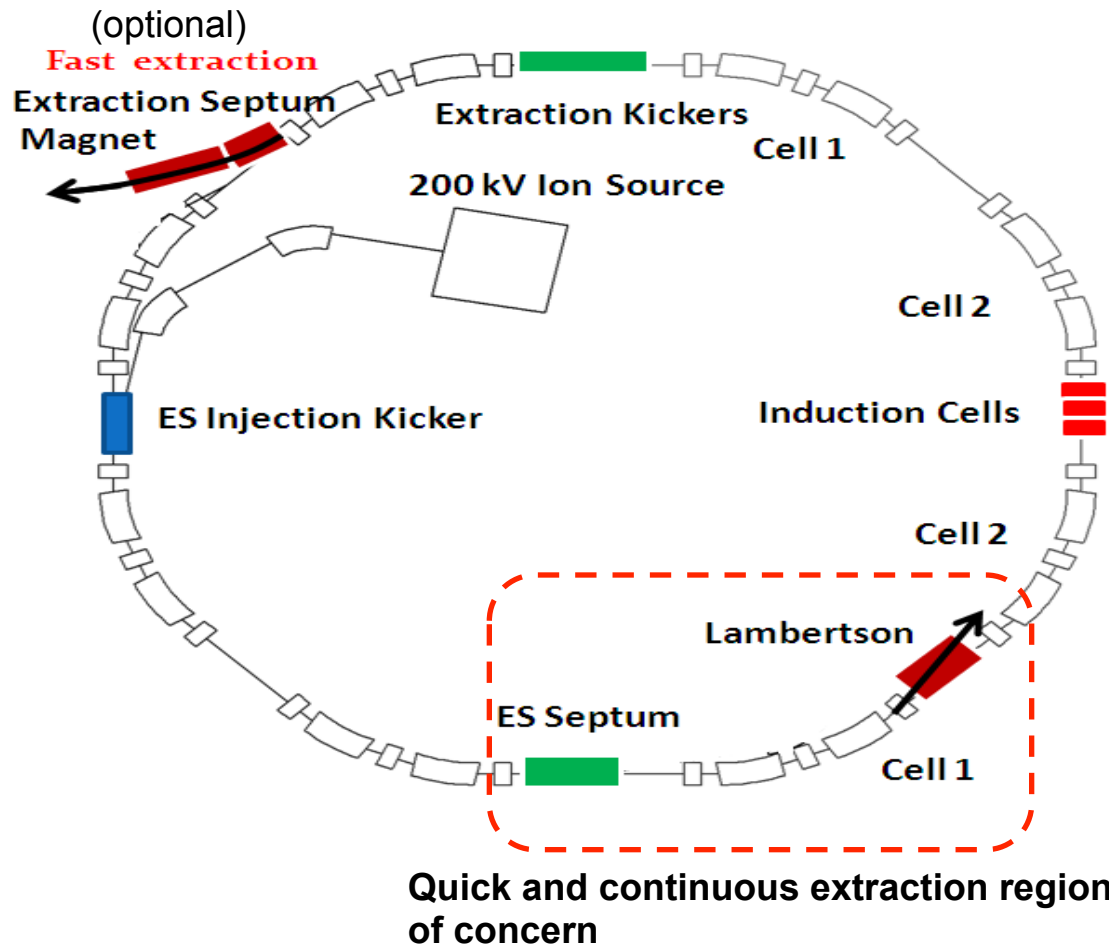 (optional)
Fast extraction
Extraction Septum
Magnet
Extraction Kickers
Cell 1
200 kV Ion Source
Cell 2
ES Injection Kicker
Induction Cells
Cell 2
Lambertson
ES Septum
Cell 1
Quick and continuous extraction region
of concern